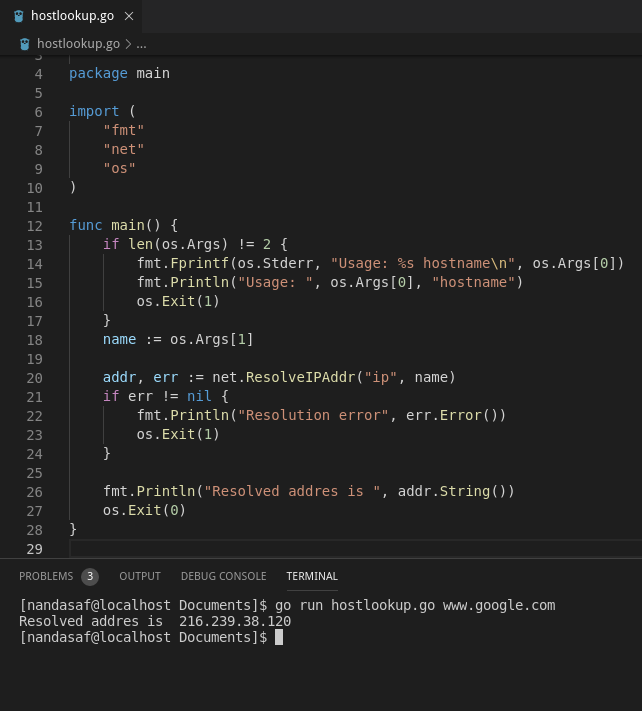 hostlookup.go ×
hostlookup.go > ...
3
4 package main
5
6 import (
7     "fmt"
8     "net"
9     "os"
10 )
11
12 func main() {
13     if len(os.Args) != 2 {
14         fmt.Fprintf(os.Stderr, "Usage: %s hostname\n", os.Args[0])
15         fmt.Println("Usage: ", os.Args[0], "hostname")
16         os.Exit(1)
17     }
18     name := os.Args[1]
19
20     addr, err := net.ResolveIPAddr("ip", name)
21     if err != nil {
22         fmt.Println("Resolution error", err.Error())
23         os.Exit(1)
24     }
25
26     fmt.Println("Resolved addres is ", addr.String())
27     os.Exit(0)
28 }
29
PROBLEMS 3 OUTPUT DEBUG CONSOLE TERMINAL
[nandasaf@localhost Documents]$ go run hostlookup.go www.google.com
Resolved addres is  216.239.38.120
[nandasaf@localhost Documents]$